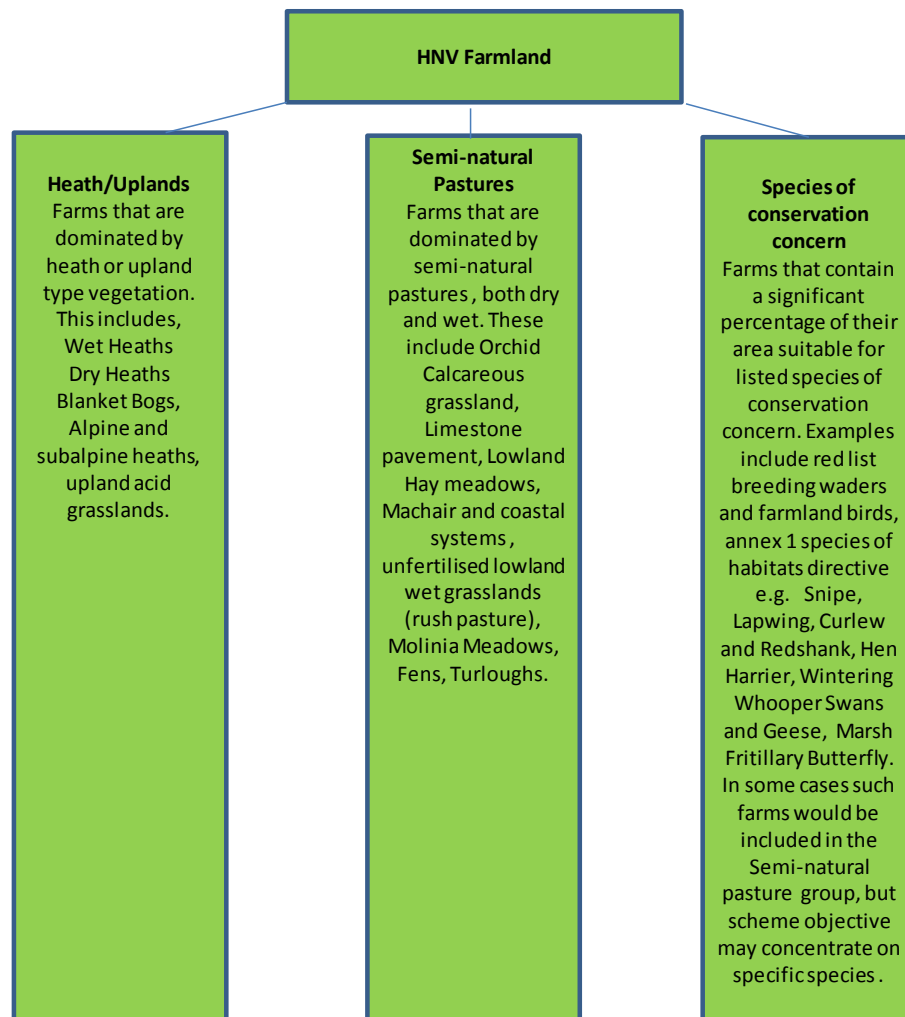 HNV Farmland
Heath/Uplands
Farms that are
dominated by
heath or upland
type vegetation.
This includes,
Wet Heaths
Dry Heaths
Blanket Bogs,
Alpine and
subalpine heaths,
upland acid
grasslands.
Semi-natural
Pastures
Farms that are
dominated by
semi-natural
pastures , both dry
and wet. These
include Orchid
Calcareous
grassland,
Limestone
pavement, Lowland
Hay meadows,
Machair and coastal
systems ,
unfertilised lowland
wet grasslands
(rush pasture),
Molinia Meadows,
Fens, Turloughs.
Species of
conservation
concern
Farms that contain
a significant
percentage of their
area suitable for
listed species of
conservation
concern. Examples
include red list
breeding waders
and farmland birds,
annex 1 species of
habitats directive
e.g. Snipe,
Lapwing, Curlew
and Redshank, Hen
Harrier, Wintering
Whooper Swans
and Geese, Marsh
Fritillary Butterfly.
In some cases such
farms would be
included in the
Semi-natural
pasture group, but
scheme objective
may concentrate on
specific species .